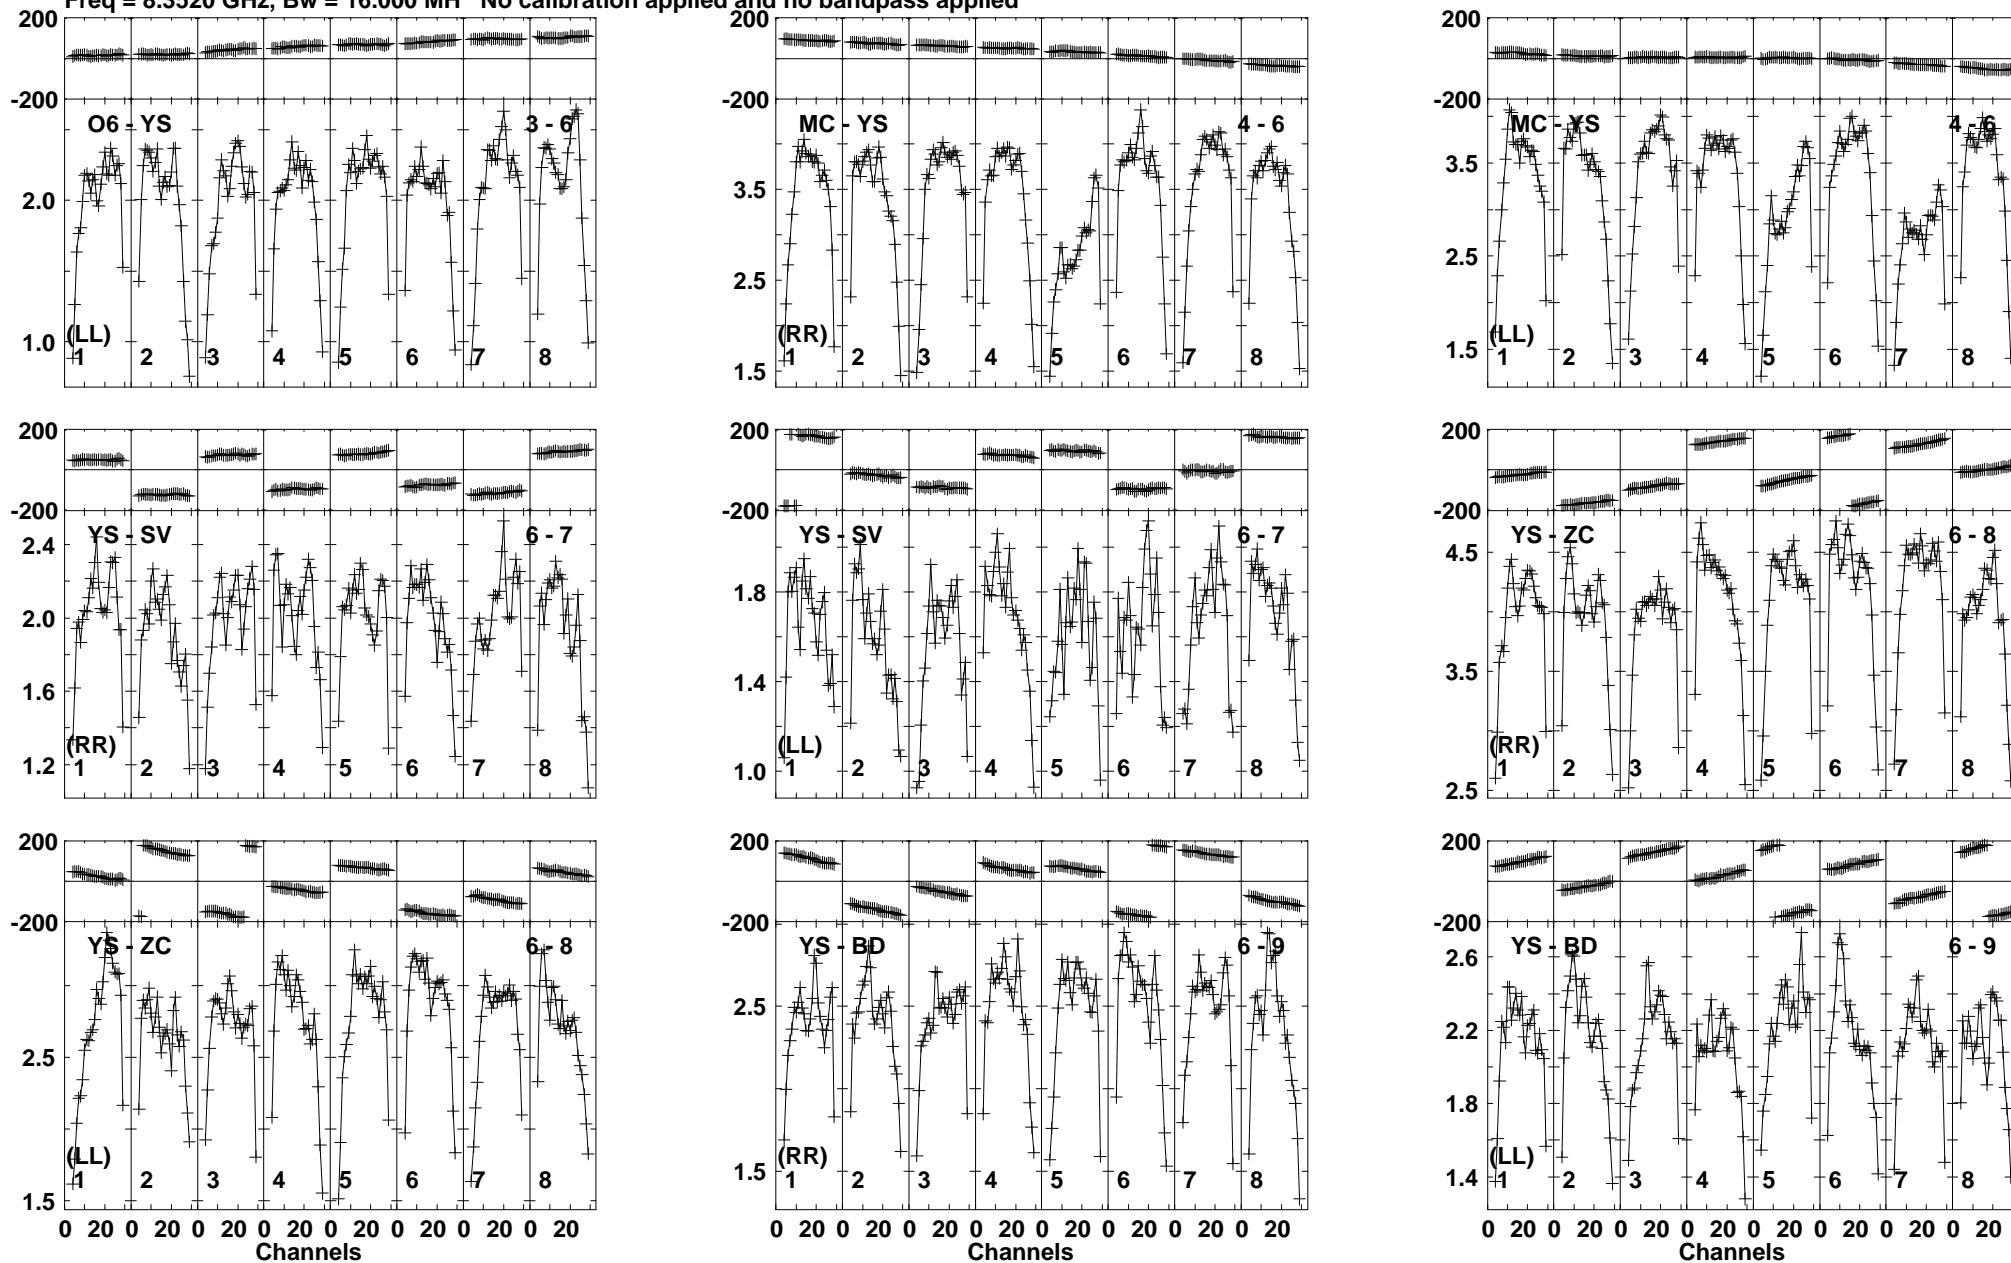 Freq = 8.3520 GHz, Bw = 16.000 MH No calibration applied and no bandpass applied
200 200 200
-200 -200 -200
O6 - YS 3 - 6 MC - YS 4 - 6 MC - YS 4 - 6
2.0 3.5 3.5
2.5 2.5
1.0 1.5 1.5
(LL) (RR) (LL)
1 2 3 4 5 6 7 8 1 2 3 4 5 6 7 8 1 2 3 4 5 6 7 8
200 200 200
-200 -200 -200
YS - SV 6 - 7 YS - SV 6 - 7 YS - ZC 6 - 8
2.4 1.8 4.5
2.0 1.4 3.5
1.6 1.0 2.5
1.2
(RR) (LL) (RR)
1 2 3 4 5 6 7 8 1 2 3 4 5 6 7 8 1 2 3 4 5 6 7 8
200 200 200
-200 -200 -200
YS - ZC 6 - 8 YS - BD 6 - 9 YS - BD 6 - 9
2.5 2.5 2.6
2.2
1.8
1.5 1.5 1.4
(LL) (RR) (LL)
1 2 3 4 5 6 7 8 1 2 3 4 5 6 7 8 1 2 3 4 5 6 7 8
0 20 0 20 0 20 0 20 0 20 0 20 0 20 0 20 0 20 0 20 0 20 0 20 0 20 0 20 0 20 0 20 0 20 0 20 0 20 0 20 0 20 0 20 0 20 0 20
Channels Channels Channels